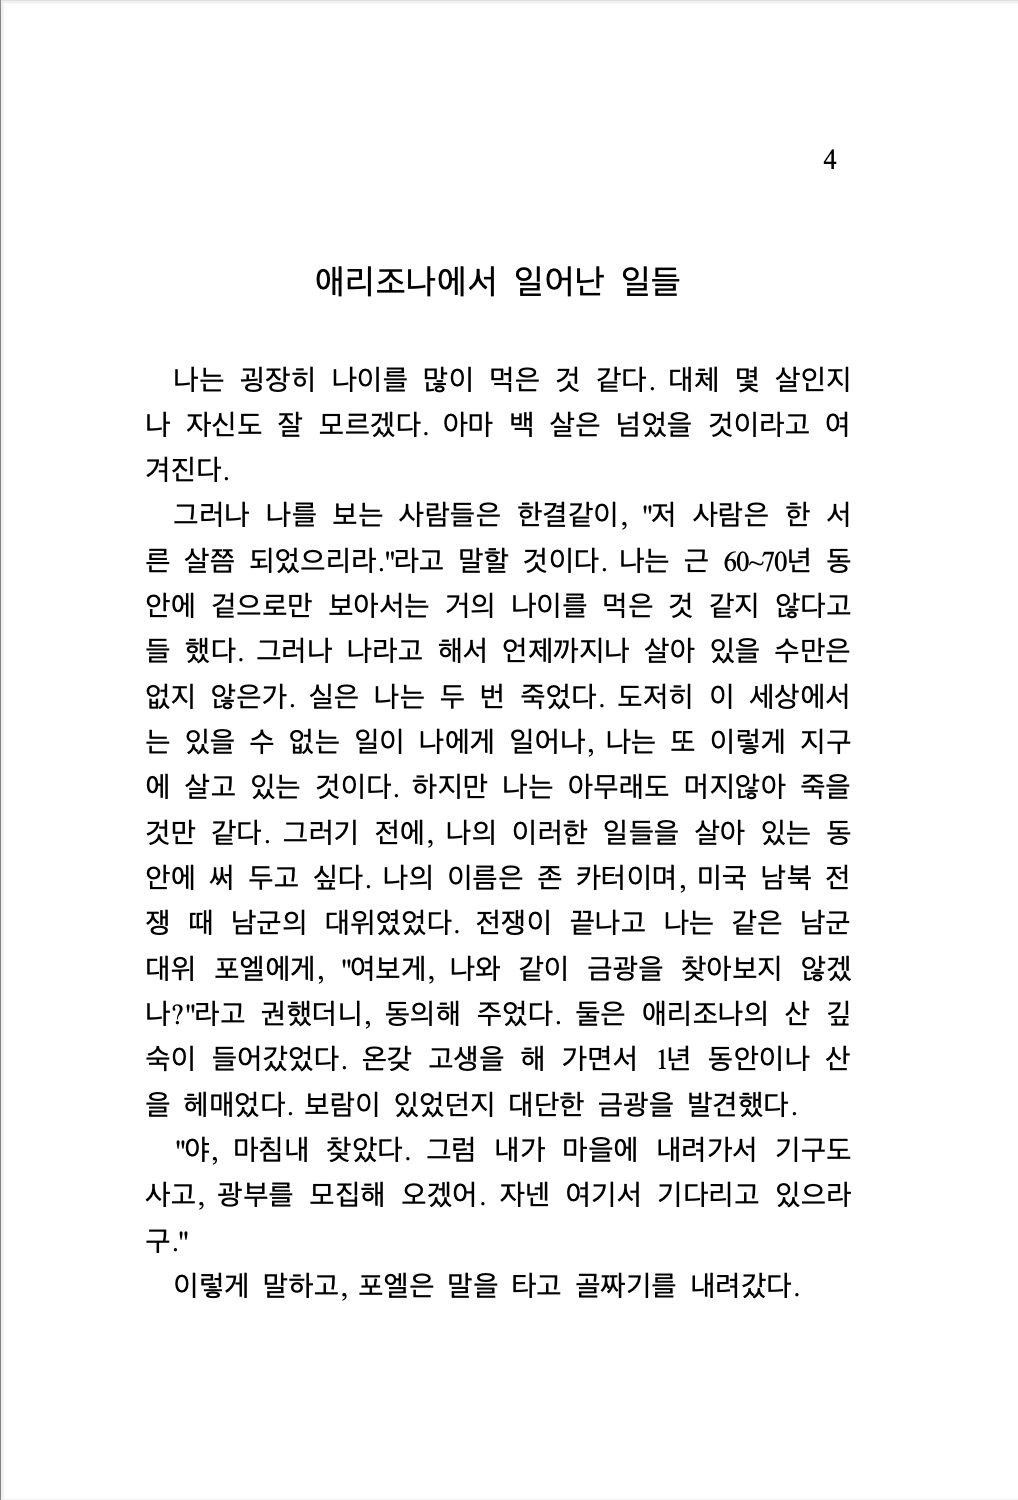 4
애리조나에서 일어난 일들
나는 굉장히 나이를 많이 먹은 것 같다. 대체 몇 살인지
나 자신도 잘 모르겠다. 아마 백 살은 넘었을 것이라고 여
겨진다.
그러나 나를 보는 사람들은 한결같이, "저 사람은 한 서
른 살쯤 되었으리라."라고 말할 것이다. 나는 근 60~70년 동
안에 겉으로만 보아서는 거의 나이를 먹은 것 같지 않다고
들 했다. 그러나 나라고 해서 언제까지나 살아 있을 수만은
없지 않은가. 실은 나는 두 번 죽었다. 도저히 이 세상에서
는 있을 수 없는 일이 나에게 일어나, 나는 또 이렇게 지구
에 살고 있는 것이다. 하지만 나는 아무래도 머지않아 죽을
것만 같다. 그러기 전에, 나의 이러한 일들을 살아 있는 동
안에 써 두고 싶다. 나의 이름은 존 카터이며, 미국 남북 전
쟁 때 남군의 대위였었다. 전쟁이 끝나고 나는 같은 남군
대위 포엘에게, "여보게, 나와 같이 금광을 찾아보지 않겠
나?"라고 권했더니, 동의해 주었다. 둘은 애리조나의 산 깊
숙이 들어갔었다. 온갖 고생을 해 가면서 1년 동안이나 산
을 헤매었다. 보람이 있었던지 대단한 금광을 발견했다.
"야, 마침내 찾았다. 그럼 내가 마을에 내려가서 기구도
사고, 광부를 모집해 오겠어. 자넨 여기서 기다리고 있으라
구."
이렇게 말하고, 포엘은 말을 타고 골짜기를 내려갔다.